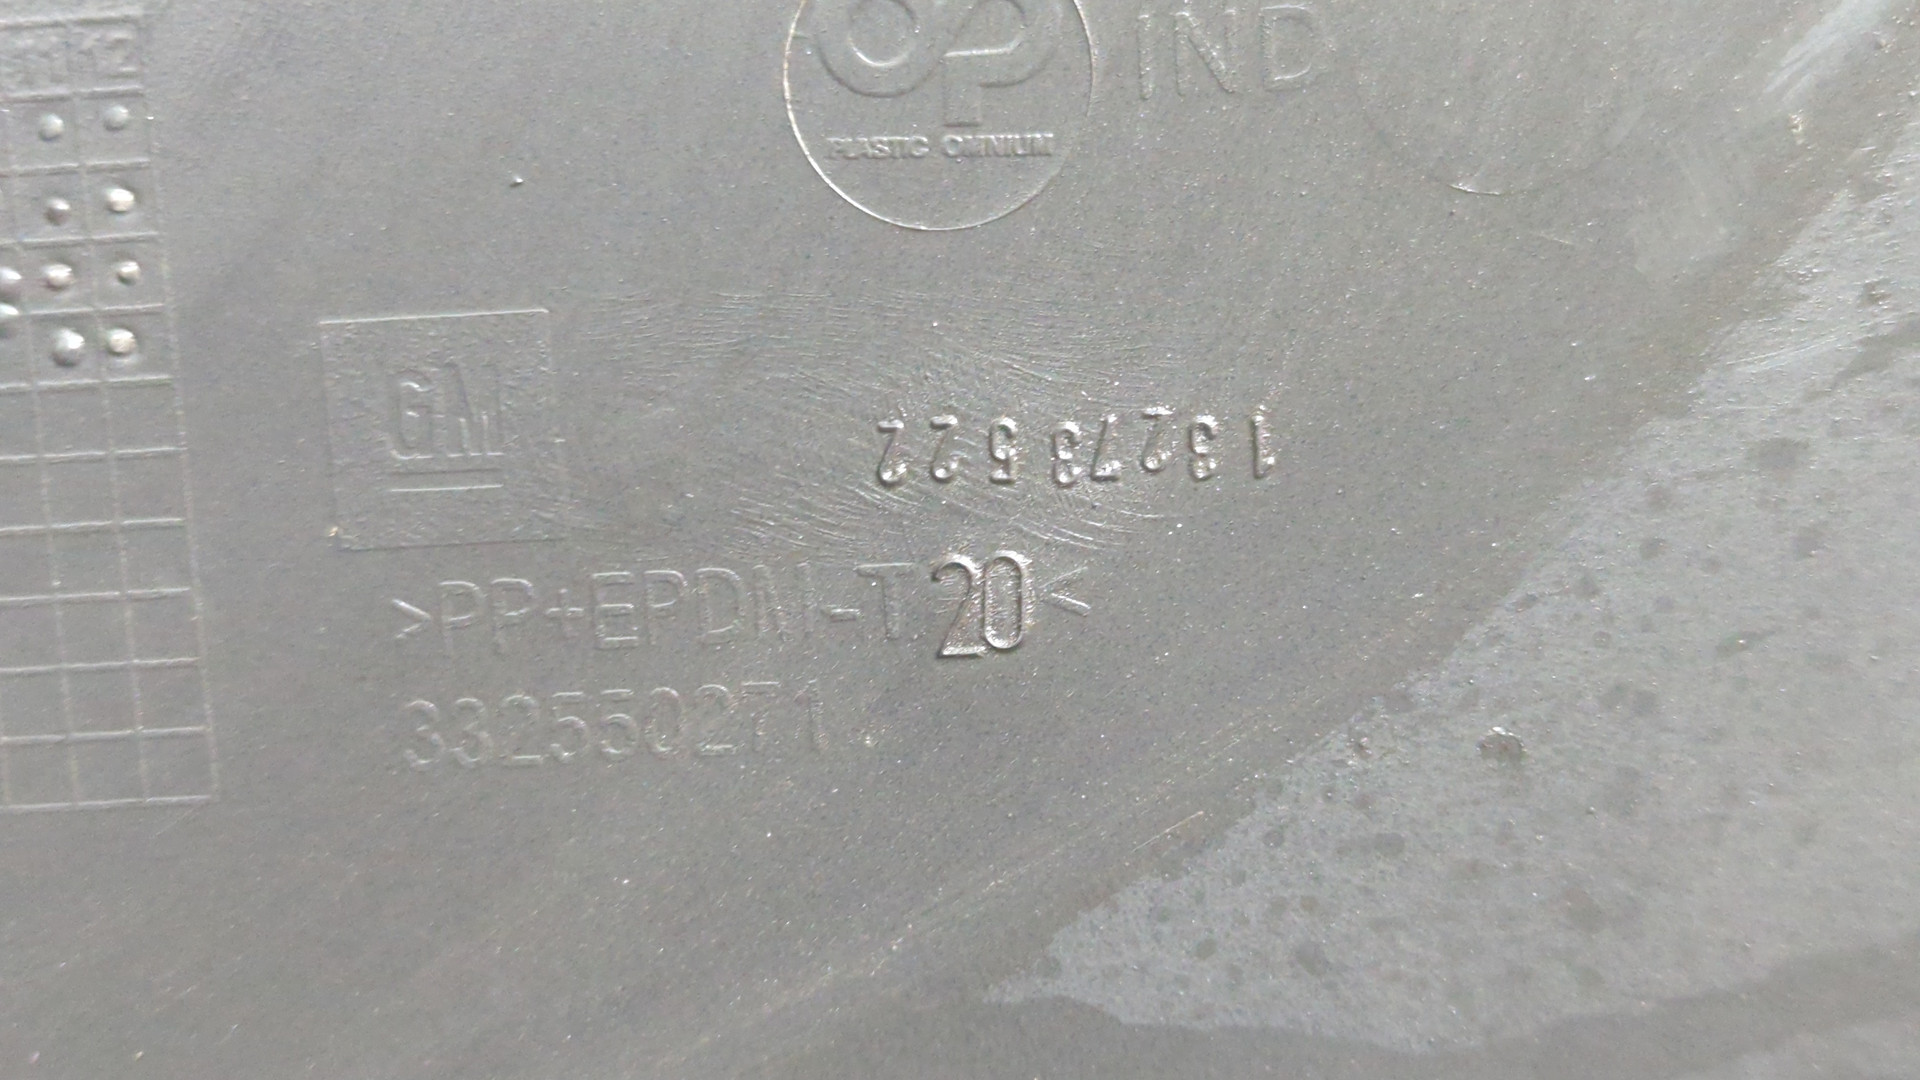 11 12
OP IND
PLASTIC OMNIUM
GM
13273522
>PP+EPDM-T20<
332550271